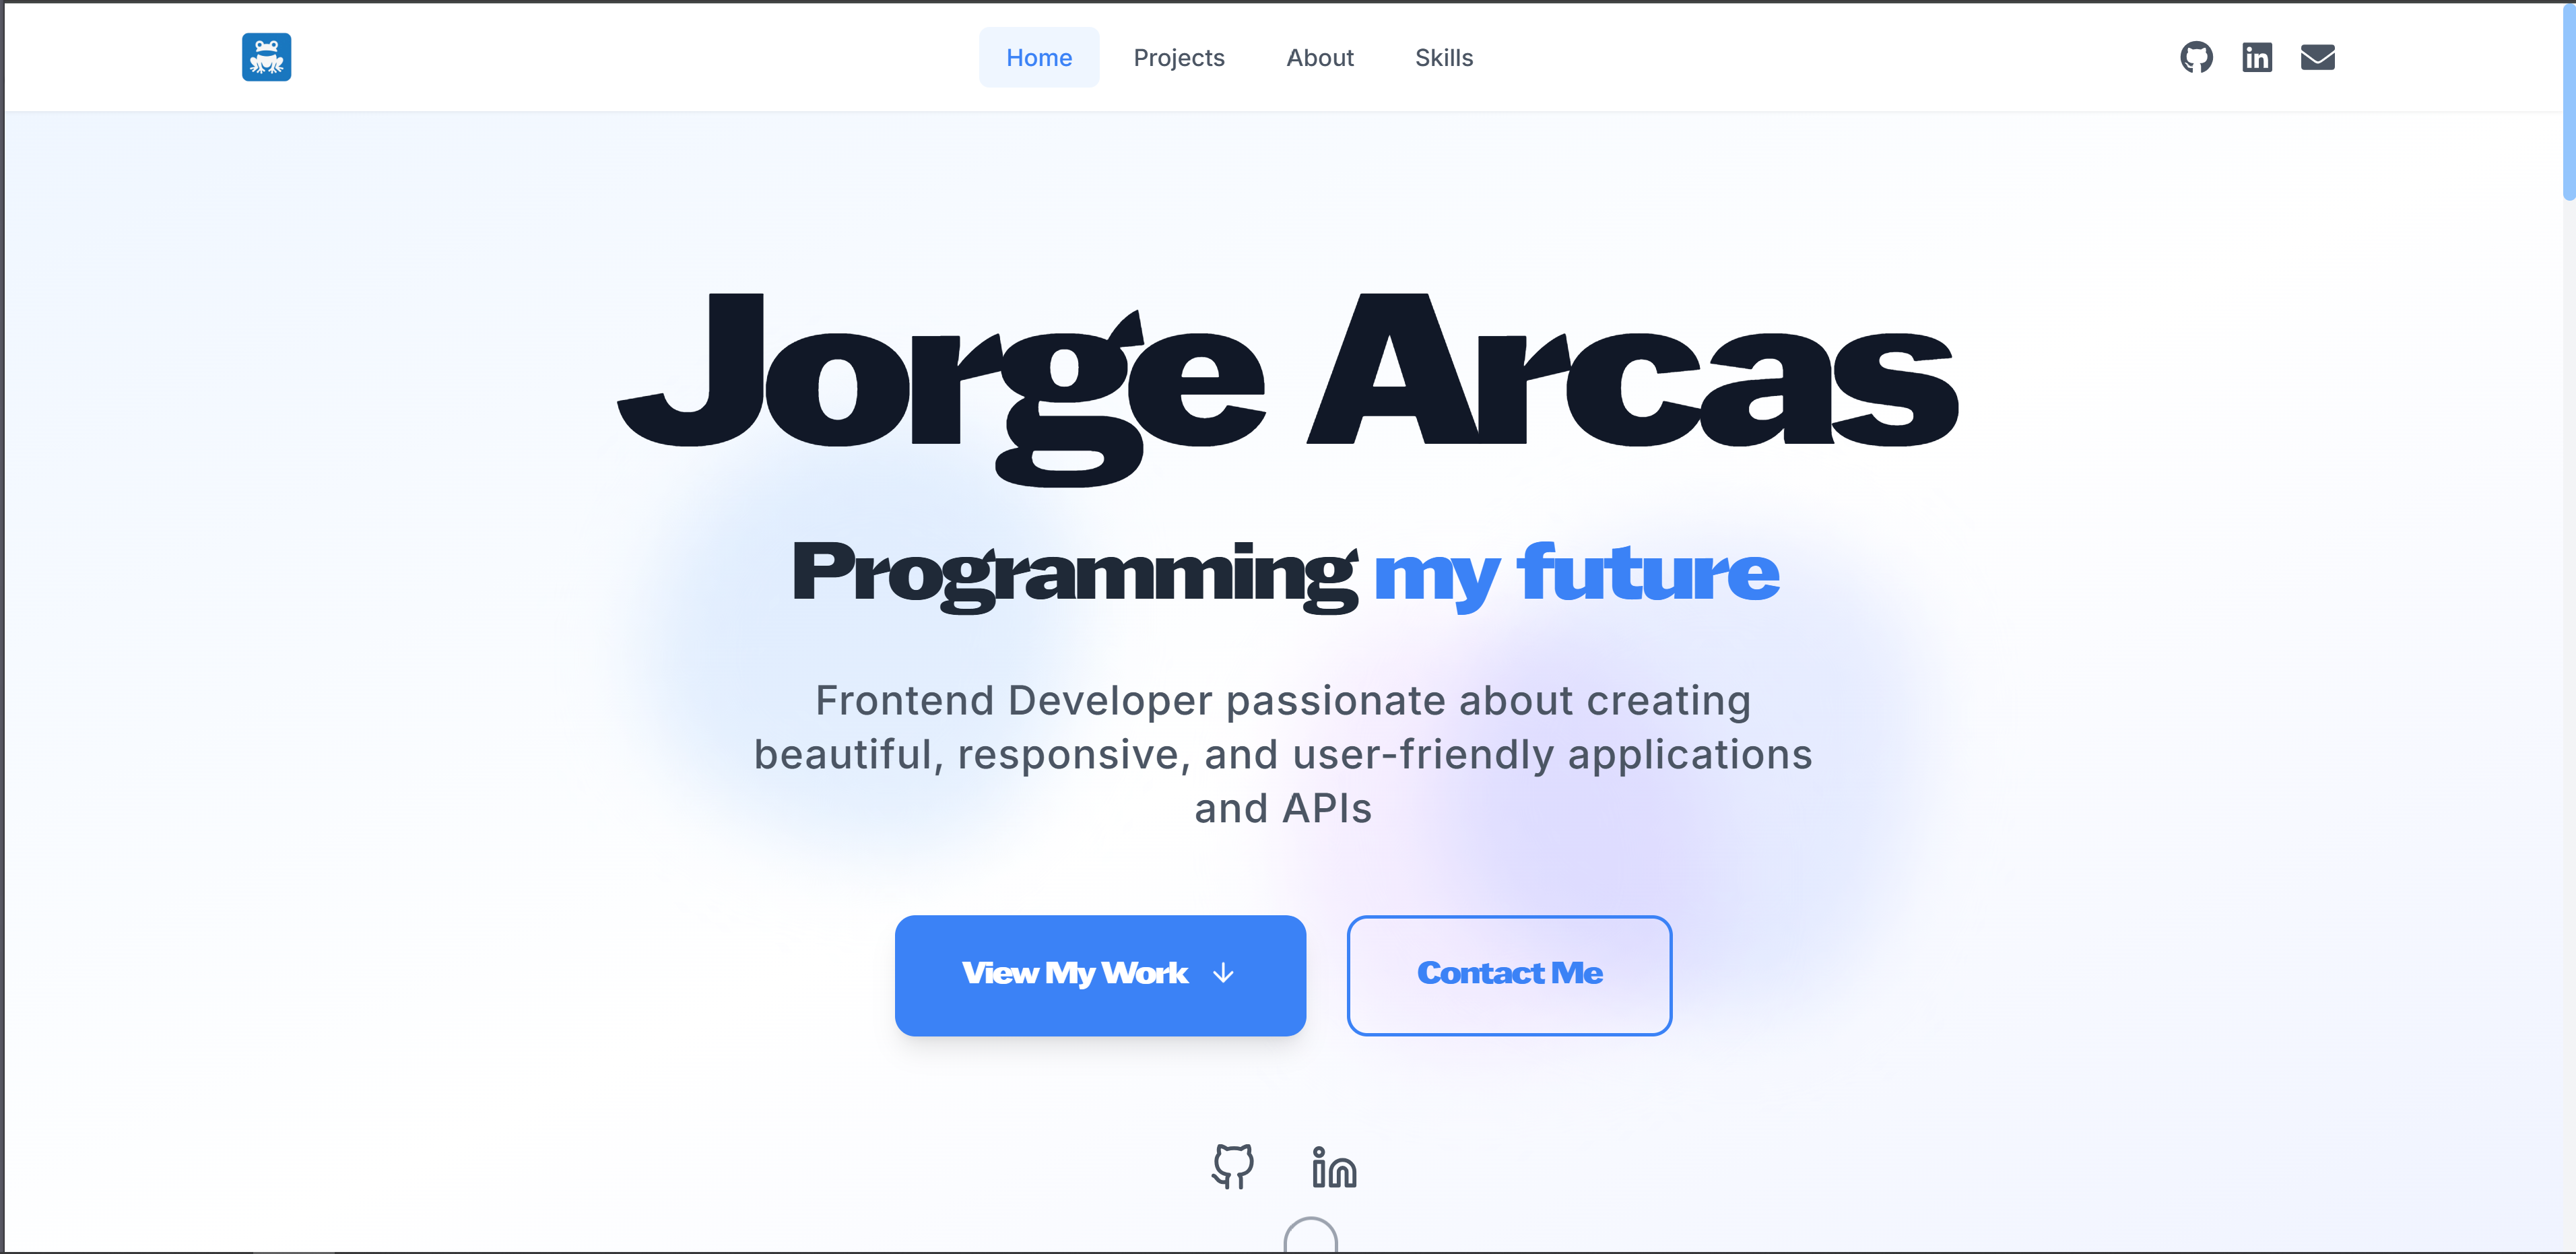 Home Projects About Skills
Jorge Arcas
Programming my future
Frontend Developer passionate about creating
beautiful, responsive, and user-friendly applications
and APIs
View My Work
Contact Me